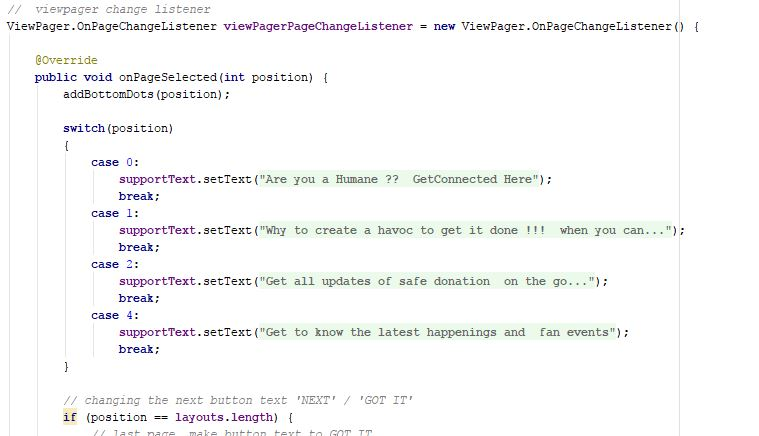 //  viewpager change listener
ViewPager.OnPageChangeListener viewPagerPageChangeListener = new ViewPager.OnPageChangeListener() {
@Override
public void onPageSelected(int position) {
addBottomDots(position);
switch(position)
{
case 0:
supportText.setText("Are you a Humane ??  GetConnected Here");
break;
case 1:
supportText.setText("Why to create a havoc to get it done !!!  when you can...");
break;
case 2:
supportText.setText("Get all updates of safe donation  on the go...");
break;
case 4:
supportText.setText("Get to know the latest happenings and  fan events");
break;
}
// changing the next button text 'NEXT' / 'GOT IT'
if (position == layouts.length) {
// last page. make button text to GOT IT